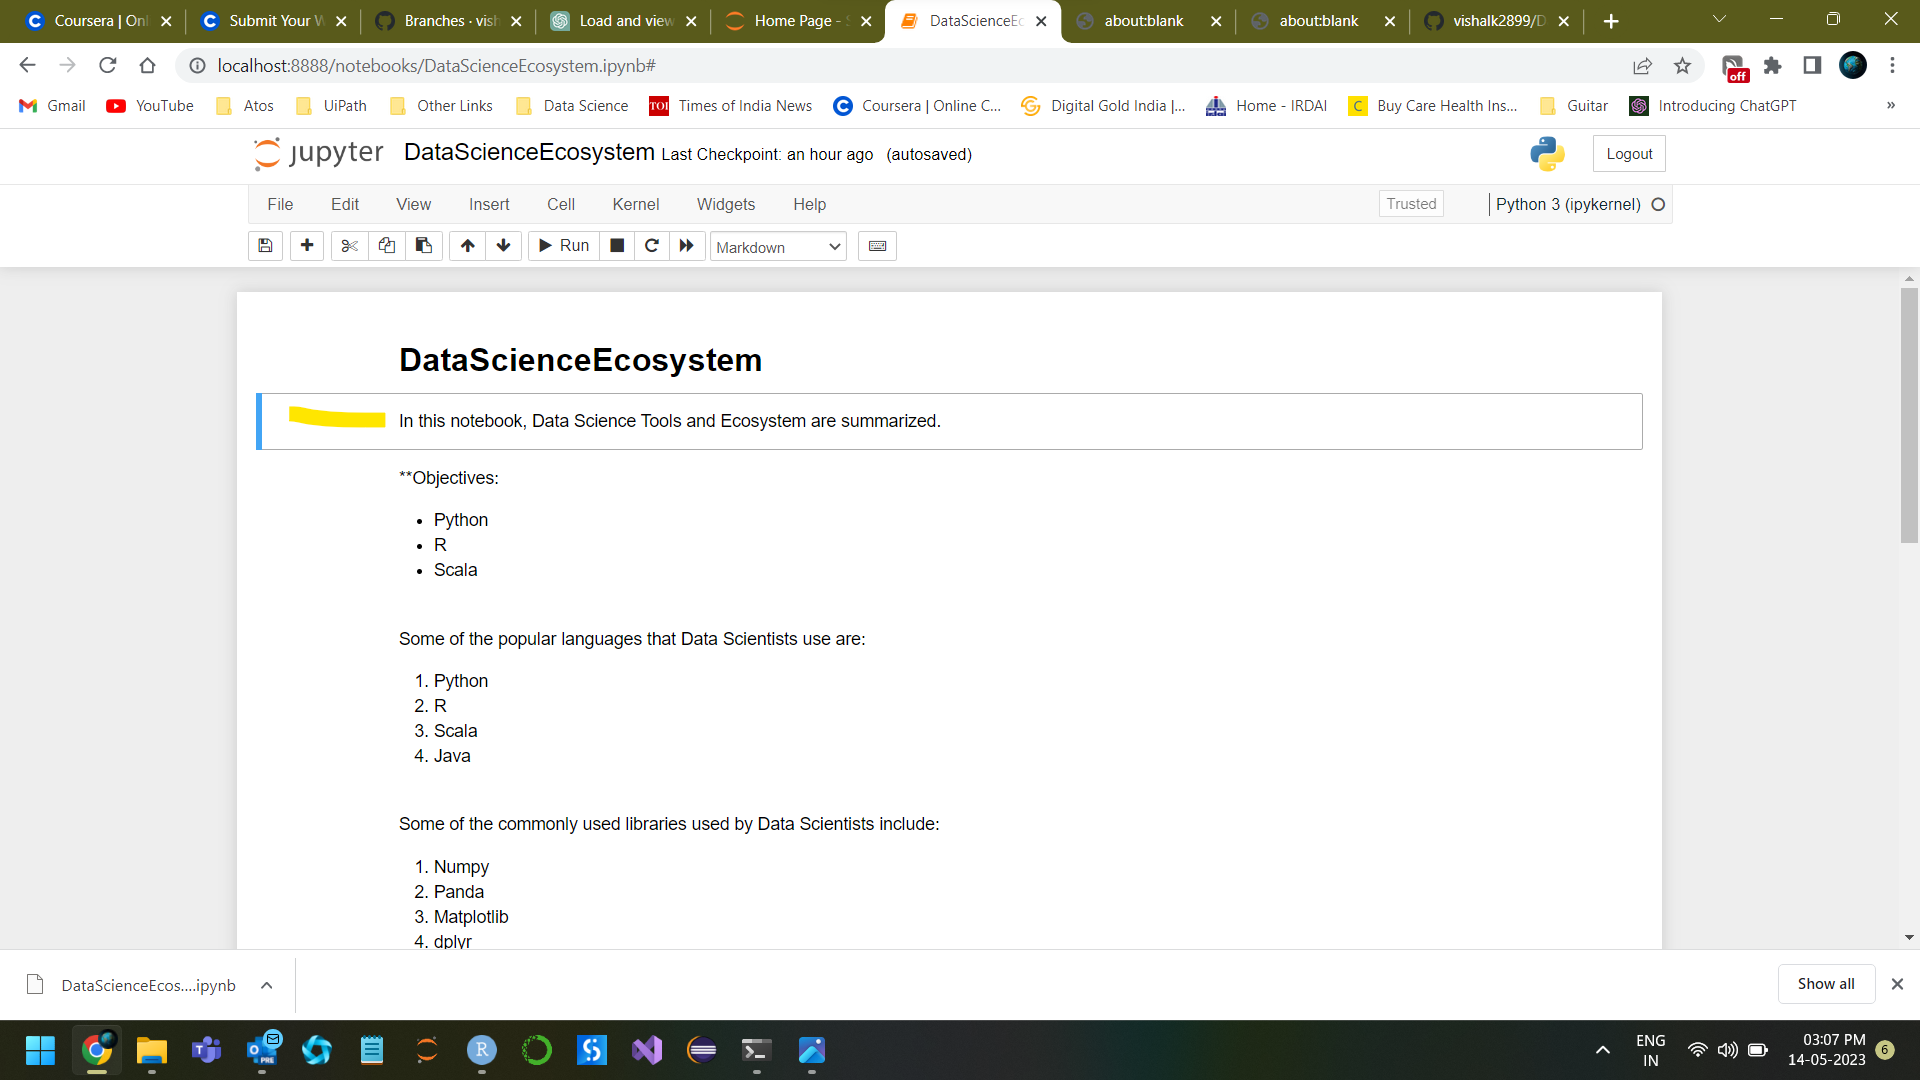 Coursera | Onl
Submit Your W
Branches · vish
Load and view
Home Page - S
DataScienceEc
about:blank
about:blank
vishalk2899/D
localhost:8888/notebooks/DataScienceEcosystem.ipynb#
off
Gmail
YouTube
Atos
UiPath
Other Links
Data Science
TOI
Times of India News
Coursera | Online C...
Digital Gold India |...
Home - IRDAI
C
Buy Care Health Ins...
Guitar
Introducing ChatGPT
»
jupyter
DataScienceEcosystem Last Checkpoint: an hour ago (autosaved)
Logout
File Edit View Insert Cell Kernel Widgets Help
Trusted
Python 3 (ipykernel)
Run
Markdown
DataScienceEcosystem
In this notebook, Data Science Tools and Ecosystem are summarized.
**Objectives:
• Python
• R
• Scala
Some of the popular languages that Data Scientists use are:
1. Python
2. R
3. Scala
4. Java
Some of the commonly used libraries used by Data Scientists include:
1. Numpy
2. Panda
3. Matplotlib
4. dplyr
DataScienceEcos....ipynb
Show all
PRE
R
ENG
IN
03:07 PM
14-05-2023
6